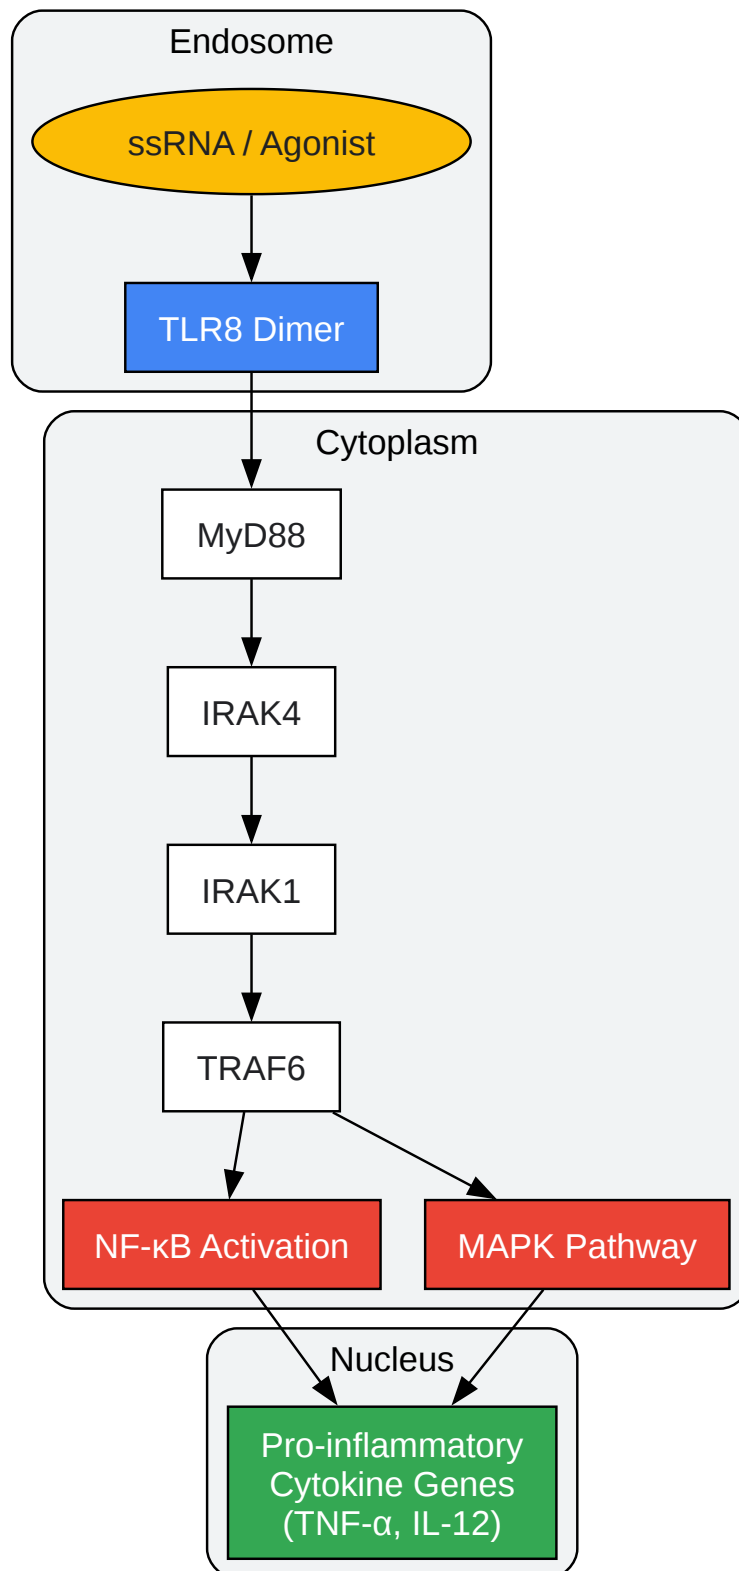 Endosome
ssRNA / Agonist
TLR8 Dimer
Cytoplasm
MyD88
IRAK4
IRAK1
TRAF6
NF-κB Activation
MAPK Pathway
Nucleus
Pro-inflammatory
Cytokine Genes
(TNF-α, IL-12)